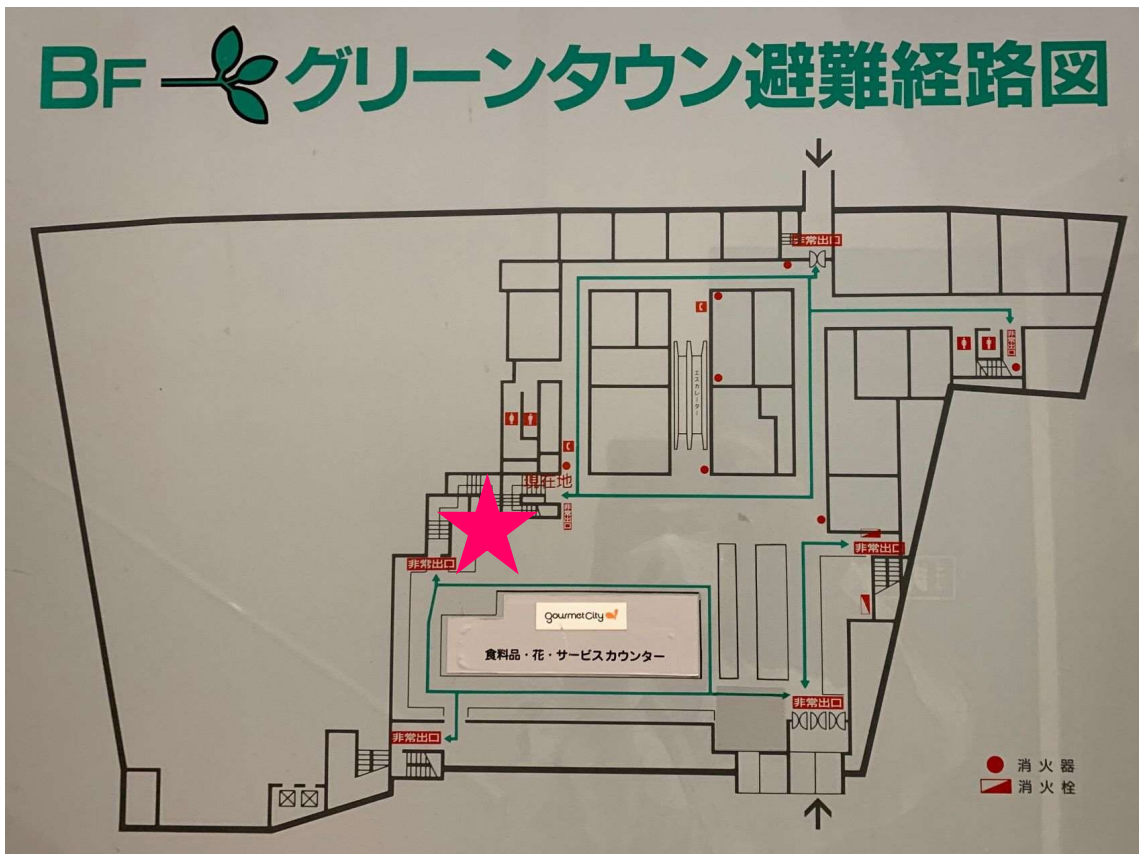 BF グリーンタウン避難経路図
非常出口
非常出口
エスカレーター
現在地
非常出口
非常出口
非常出口
gourmetCity
食料品・花・サービスカウンター
非常出口
非常出口
消火器
消火栓